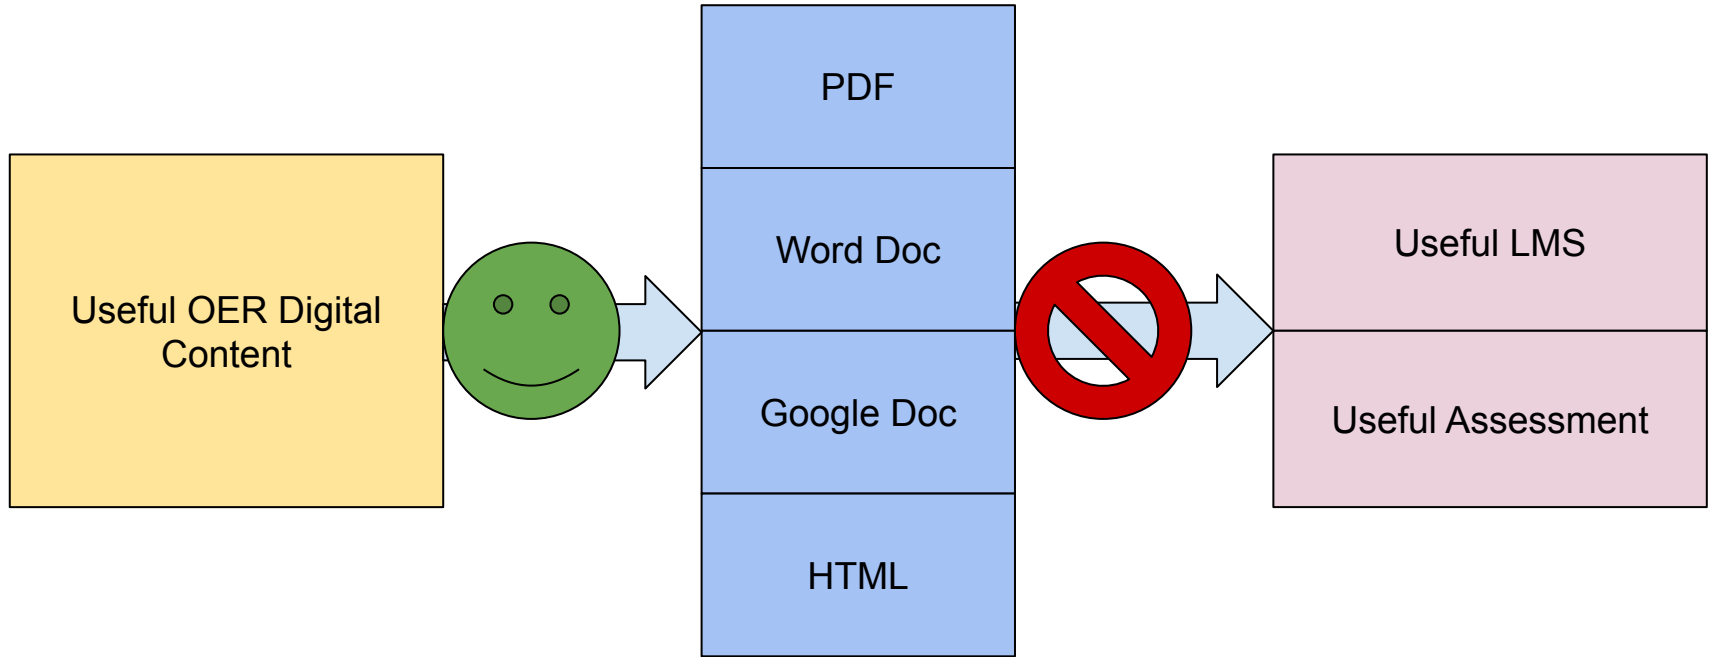 Useful OER Digital
Content
PDF
Word Doc
Google Doc
HTML
Useful LMS
Useful Assessment